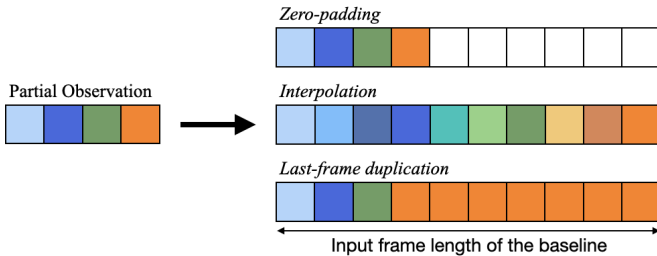 Zero-padding
Partial Observation
Interpolation
Last-frame duplication
Input frame length of the baseline